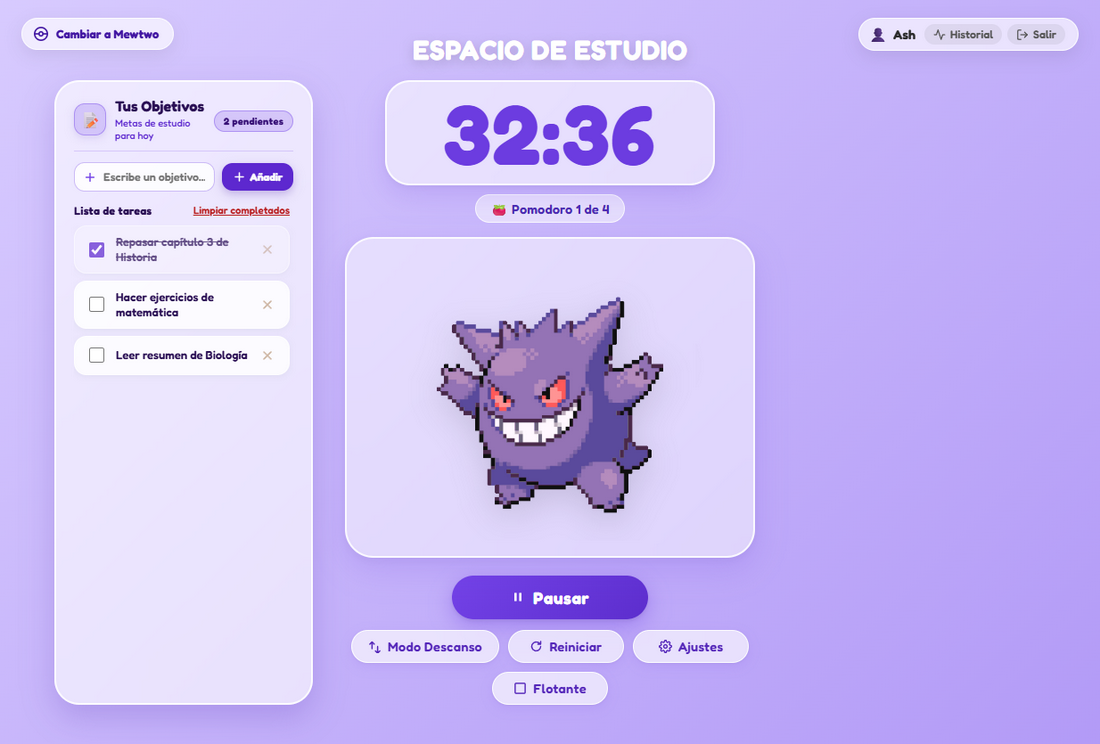 Cambiar a Mewtwo
ESPACIO DE ESTUDIO
Ash
Historial
Salir
Tus Objetivos
Metas de estudio
para hoy
2 pendientes
Escribe un objetivo...
Añadir
Lista de tareas
Limpiar completados
Repasar capítulo 3 de
Historia
Hacer ejercicios de
matemática
Leer resumen de Biología
32:36
Pomodoro 1 de 4
Pausar
Modo Descanso
Reiniciar
Ajustes
Flotante